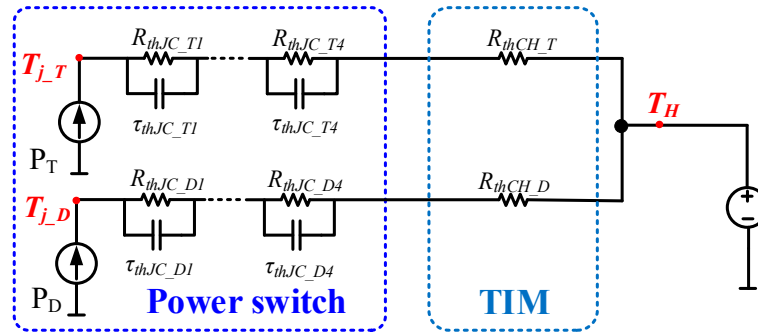 R_thJC_T1 R_thJC_T4 R_thCH_T
T_j_T
τ_thJC_T1 τ_thJC_T4
T_H
P_T
R_thJC_D1 R_thJC_D4 R_thCH_D
T_j_D
+
-
τ_thJC_D1 τ_thJC_D4
P_D
Power switch TIM